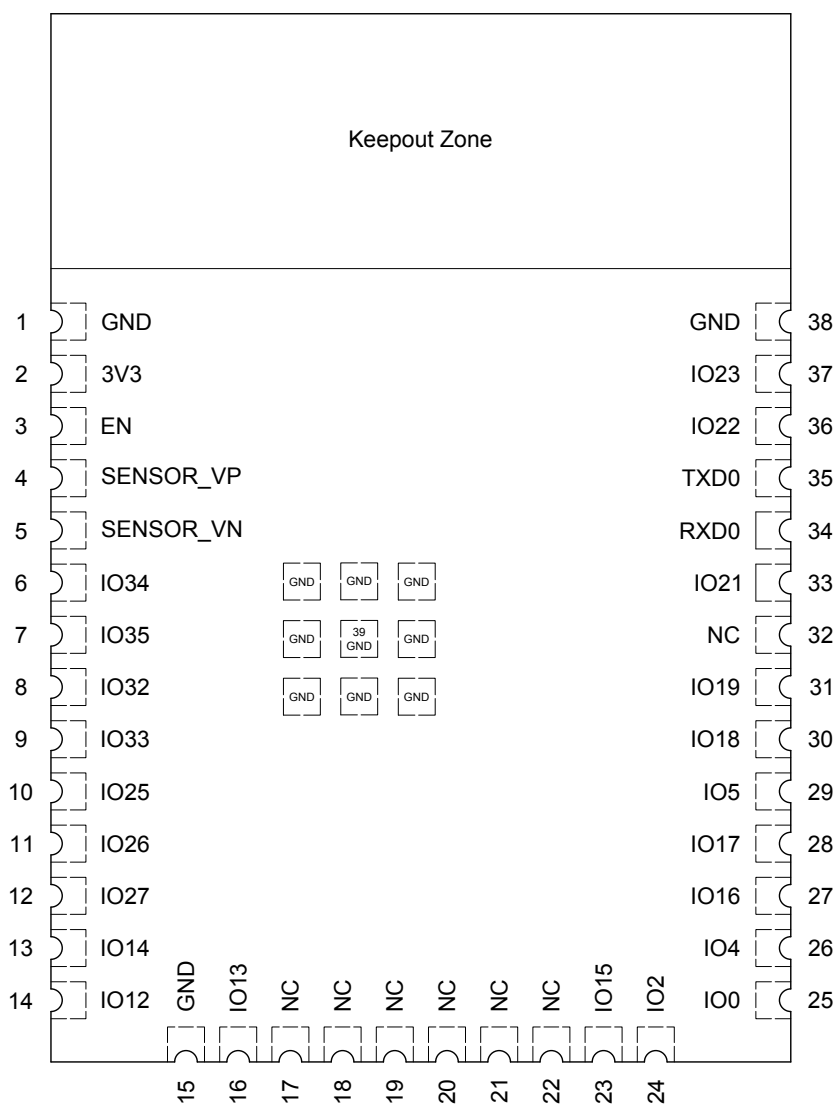 Keepout Zone
1 GND GND 38
2 3V3 IO23 37
3 EN IO22 36
4 SENSOR_VP TXD0 35
5 SENSOR_VN RXD0 34
6 IO34 GND GND GND IO21 33
7 IO35 GND 39 GND GND NC 32
8 IO32 GND GND GND IO19 31
9 IO33 IO18 30
10 IO25 IO5 29
11 IO26 IO17 28
12 IO27 IO16 27
13 IO14 IO4 26
14 IO12 IO0 25
GND IO13 NC NC NC NC NC NC IO15 IO2
15 16 17 18 19 20 21 22 23 24